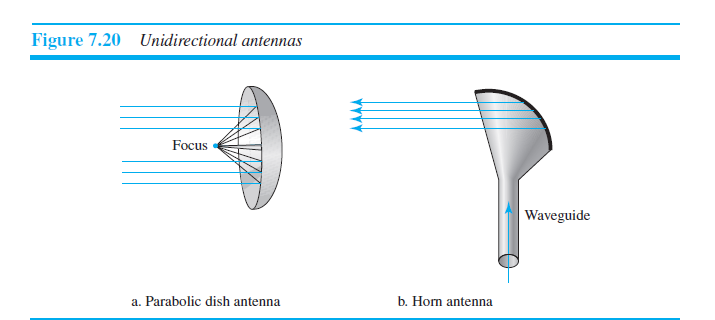 Figure 7.20 Unidirectional antennas
Focus
Waveguide
a. Parabolic dish antenna
b. Horn antenna